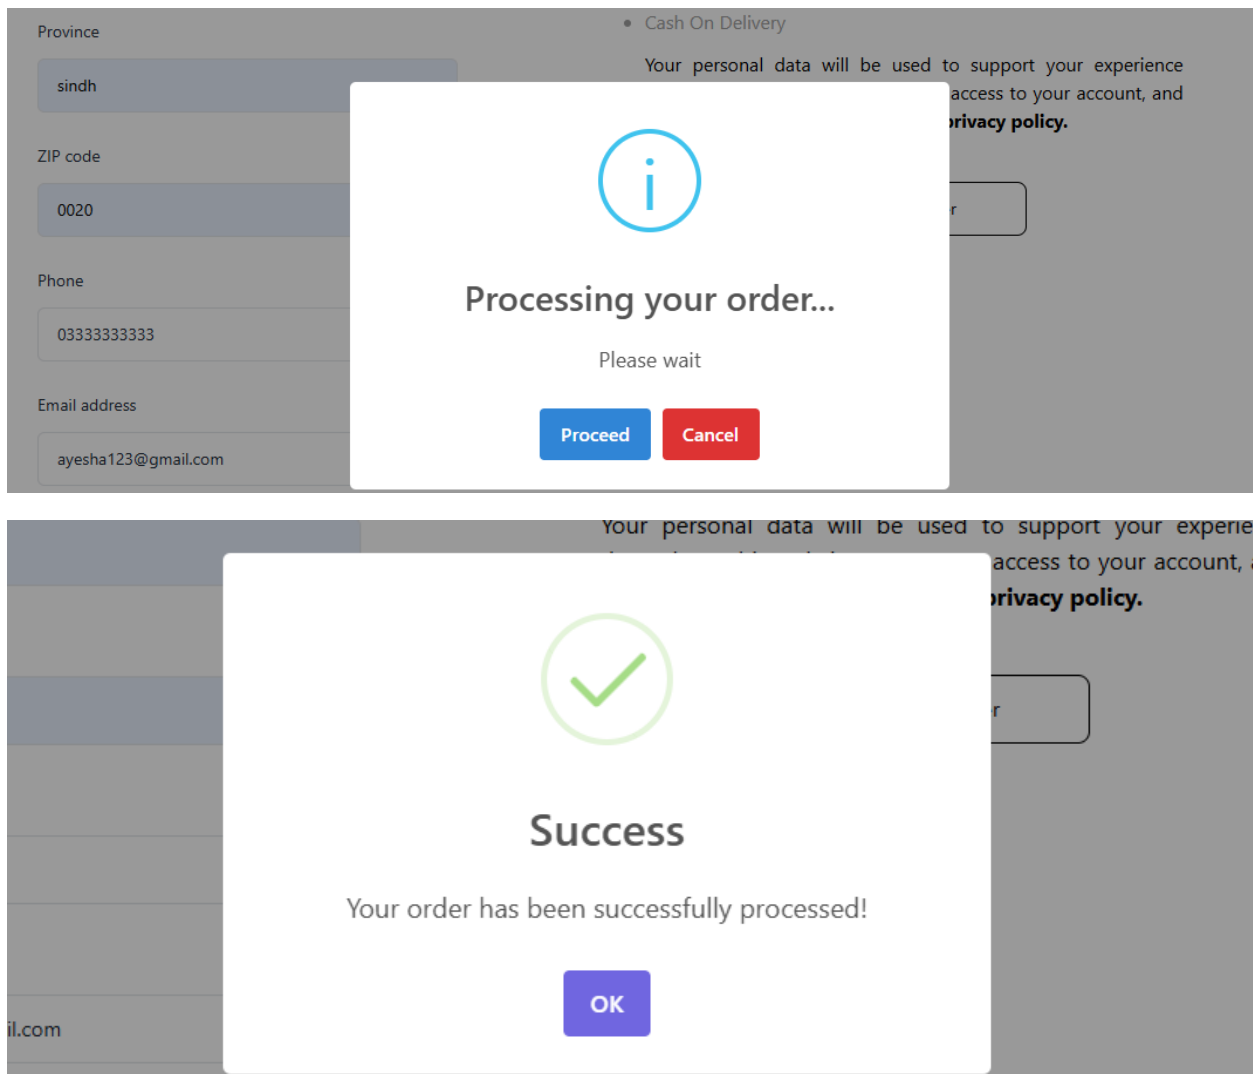 Province
sindh
ZIP code
0020
Phone
03333333333
Email address
ayesha123@gmail.com
Cash On Delivery
Your personal data will be used to support your experience
access to your account, and
privacy policy.
i
Processing your order...
Please wait
Proceed
Cancel
Your personal data will be used to support your experie
access to your account,
privacy policy.
Success
Your order has been successfully processed!
OK
il.com